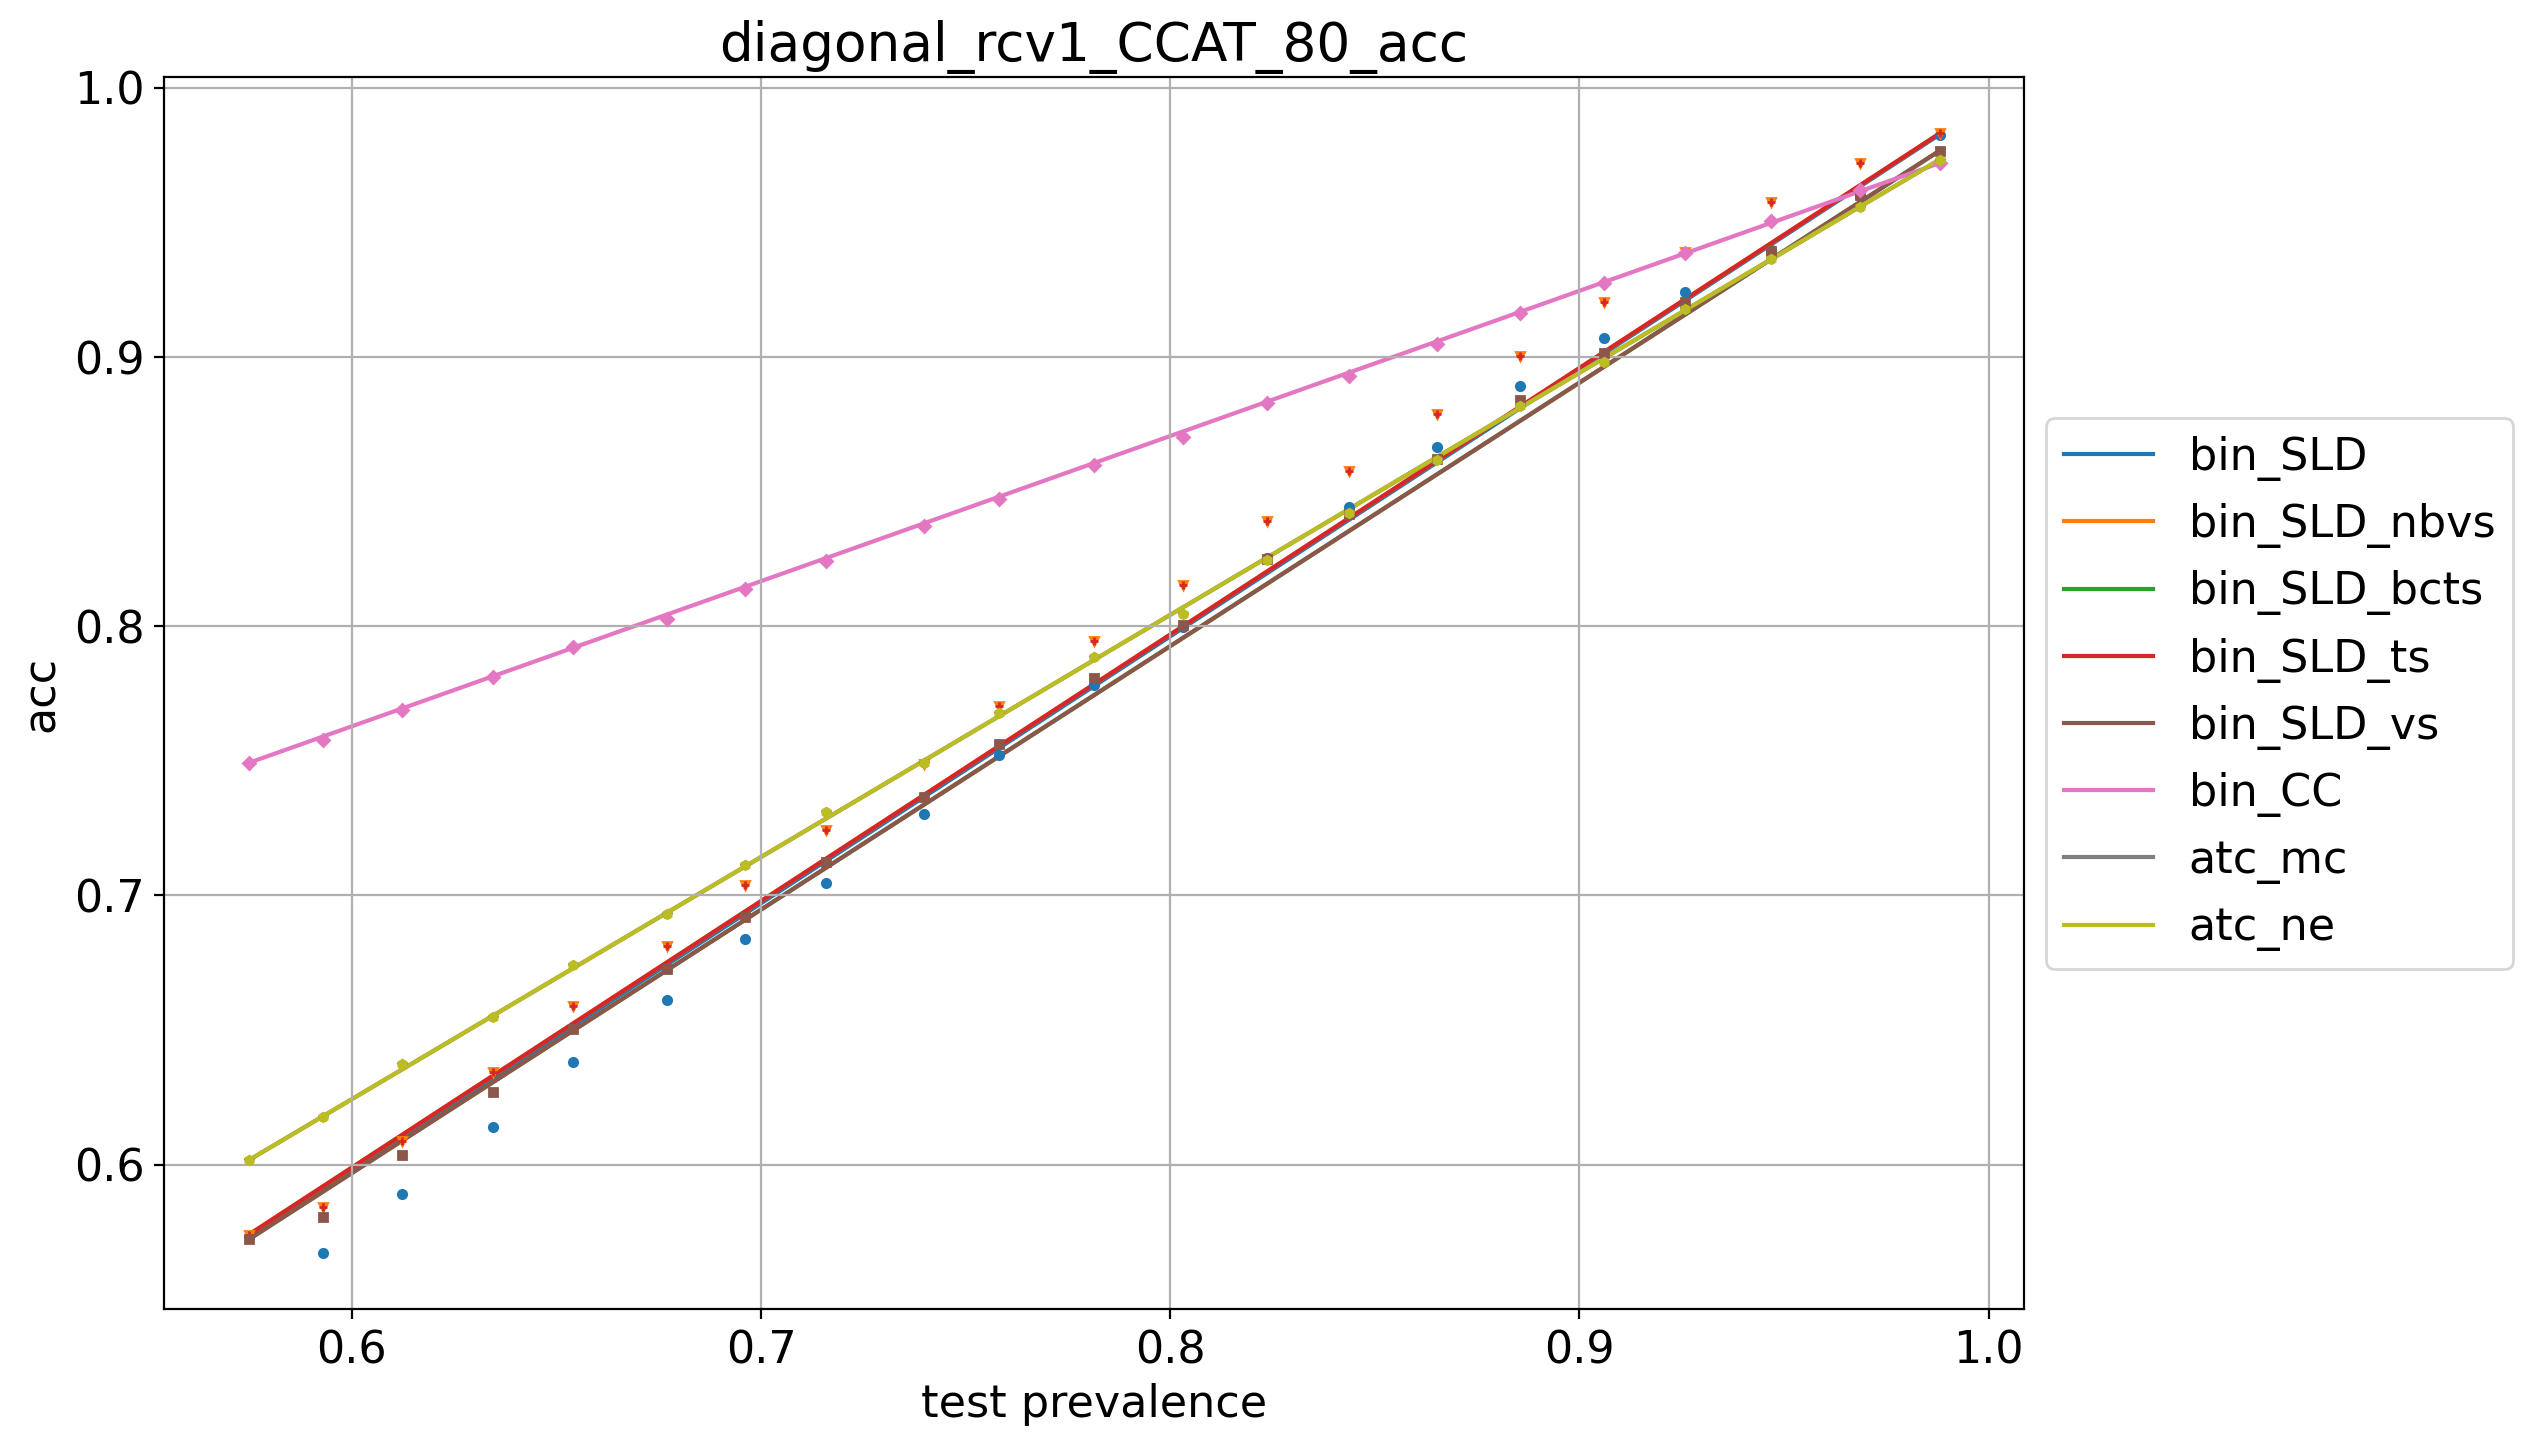 diagonal_rcv1_CCAT_80_acc
1.0
0.9
0.8
0.7
0.6
acc
0.6
0.7
0.8
0.9
1.0
test prevalence
bin_SLD
bin_SLD_nbvs
bin_SLD_bcts
bin_SLD_ts
bin_SLD_vs
bin_CC
atc_mc
atc_ne